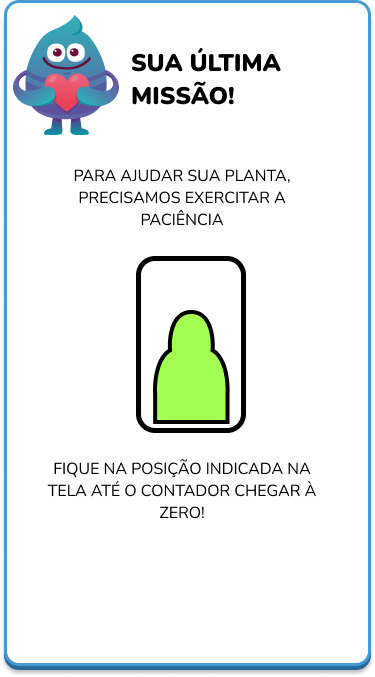 SUA ÚLTIMA
MISSÃO!
PARA AJUDAR SUA PLANTA,
PRECISAMOS EXERCITAR A
PACIÊNCIA
FIQUE NA POSIÇÃO INDICADA NA
TELA ATÉ O CONTADOR CHEGAR À
ZERO!